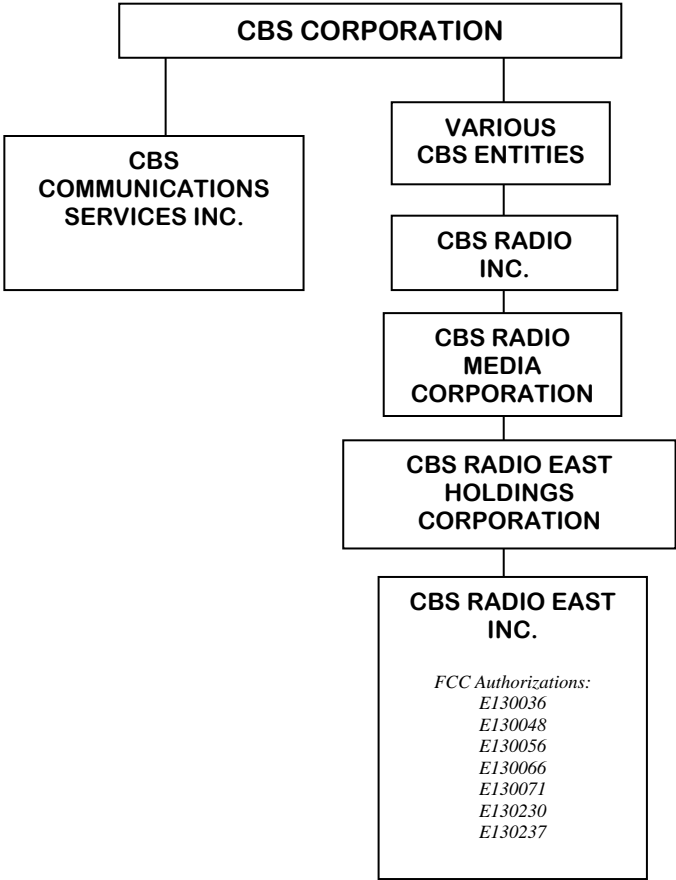 CBS CORPORATION
CBS
COMMUNICATIONS
SERVICES INC.
VARIOUS
CBS ENTITIES
CBS RADIO
INC.
CBS RADIO
MEDIA
CORPORATION
CBS RADIO EAST
HOLDINGS
CORPORATION
CBS RADIO EAST
INC.
FCC Authorizations:
E130036
E130048
E130056
E130066
E130071
E130230
E130237